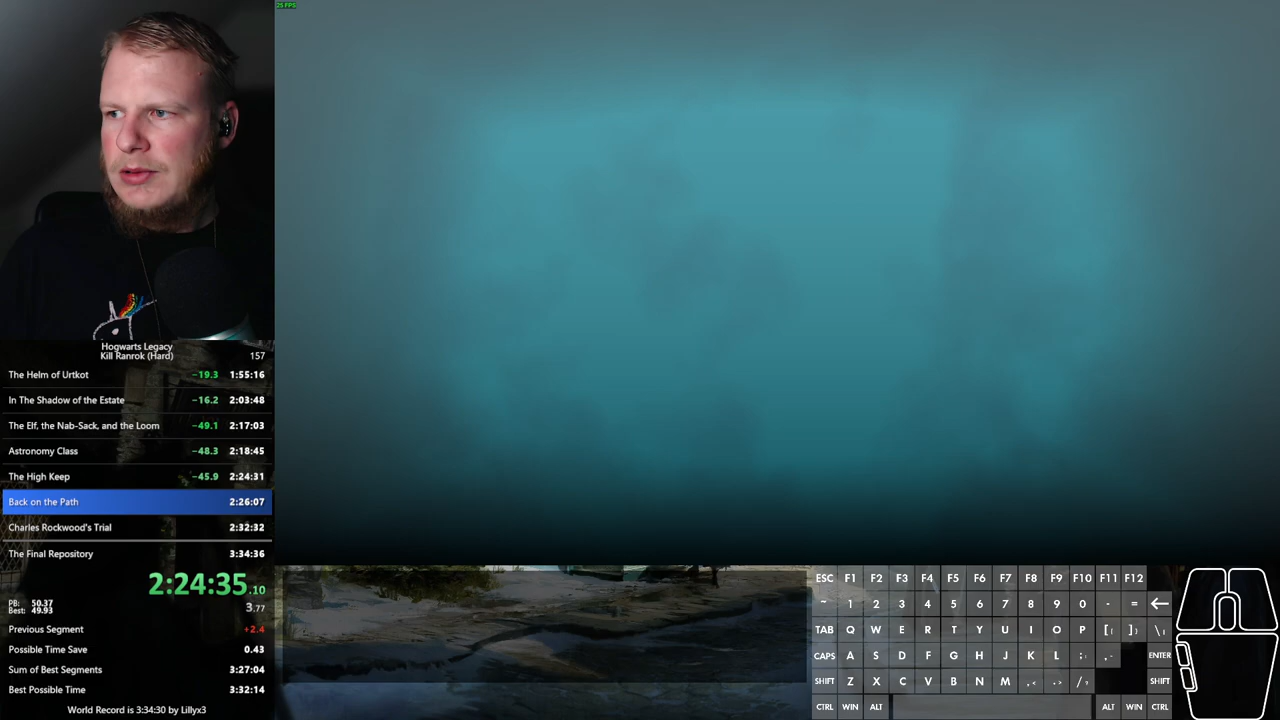 25 FPS
Hogwarts Legacy
Kill Ranrok (Hard) 157
The Helm of Urtkot −19.3 1:55:16
In The Shadow of the Estate −16.2 2:03:48
The Elf, the Nab-Sack, and the Loom −49.1 2:17:03
Astronomy Class −48.3 2:18:45
The High Keep −45.9 2:24:31
Back on the Path 2:26:07
Charles Rockwood's Trial 2:32:32
The Final Repository 3:34:36
2:24:35.10
PB: 50.37 3.77
Best: 49.93
Previous Segment +2.4
Possible Time Save 0.43
Sum of Best Segments 3:27:04
Best Possible Time 3:32:14
World Record is 3:34:30 by Lillyx3
ESC F1 F2 F3 F4 F5 F6 F7 F8 F9 F10 F11 F12
~ 1 2 3 4 5 6 7 8 9 0 - = ←
TAB Q W E R T Y U I O P [{ ]} \|
CAPS A S D F G H J K L ;: ENTER
SHIFT Z X C V B N M ,< .> /? SHIFT
CTRL WIN ALT ALT WIN CTRL